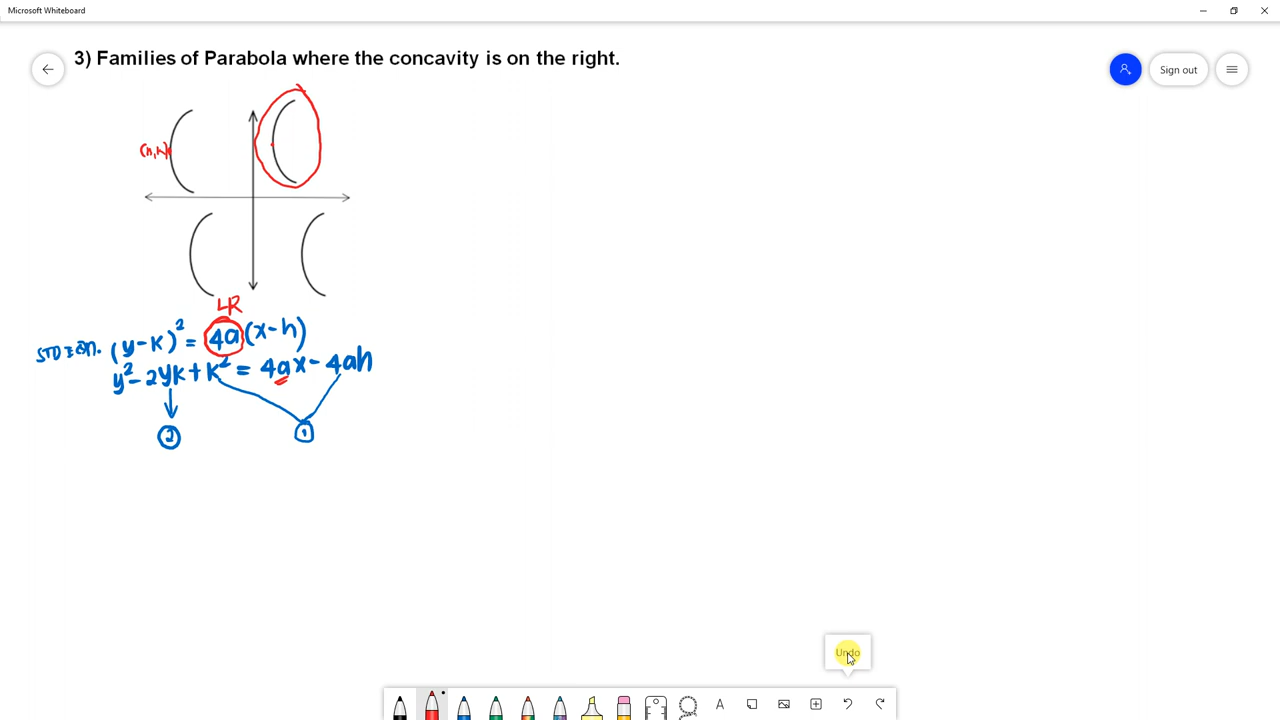 Microsoft Whiteboard
3) Families of Parabola where the concavity is on the right.
Sign out
(h,k)
LR
STD EQN. (y-k)² = 4a(x-h)
y² - 2yk + k² = 4ax - 4ah
2 1
Undo
A